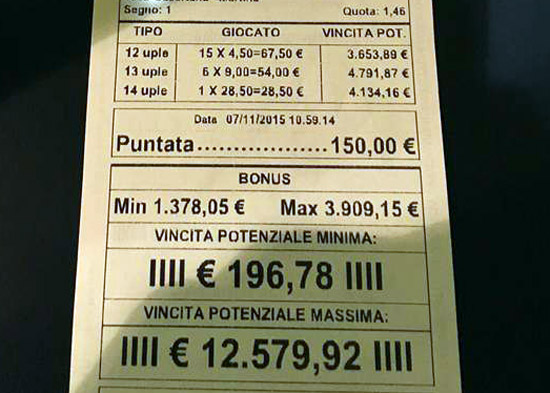 Segno: 1 Quota: 1,46
TIPO GIOCATO VINCITA POT.
12 uple 15 X 4,50=67,50 € 3.653,89 €
13 uple 6 X 9,00=54,00 € 4.791,87 €
14 uple 1 X 28,50=28,50 € 4.134,16 €
Data 07/11/2015 10.59.14
Puntata..................... 150,00 €
BONUS
Min 1.378,05 € Max 3.909,15 €
VINCITA POTENZIALE MINIMA:
IIII € 196,78 IIII
VINCITA POTENZIALE MASSIMA:
IIII € 12.579,92 IIII